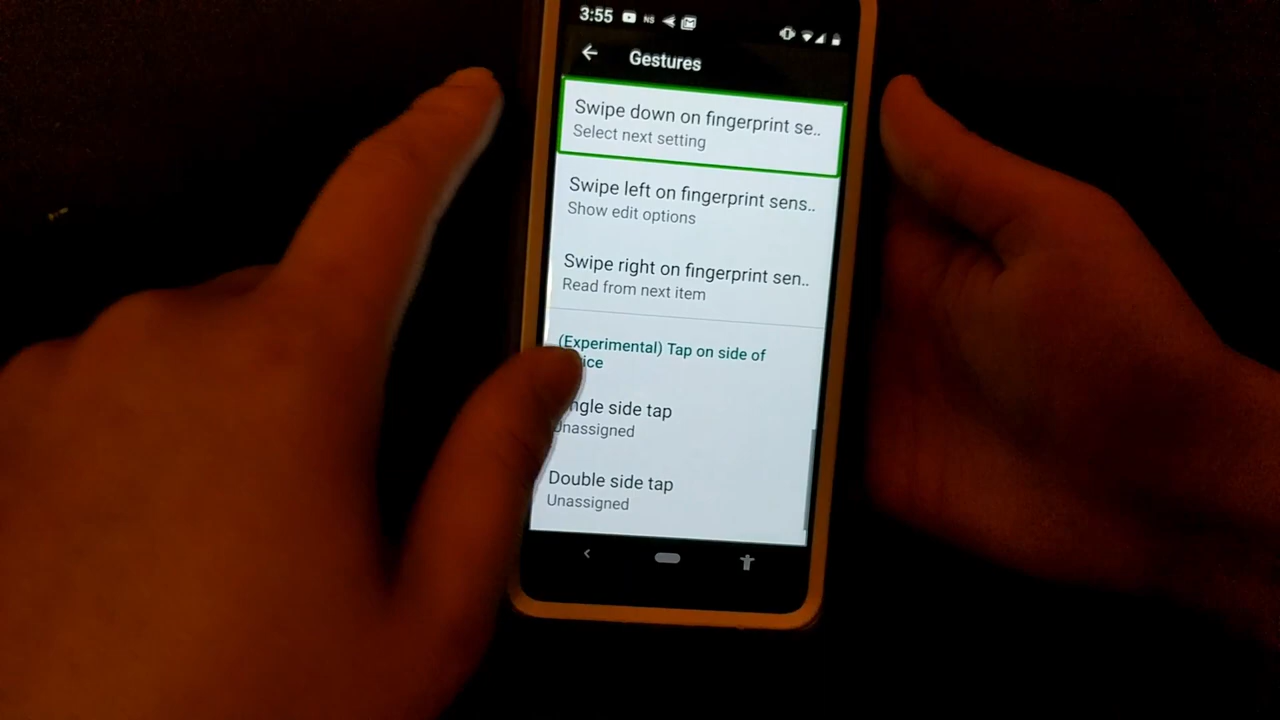 3:55 NS
Gestures
Swipe down on fingerprint se..
Select next setting
Swipe left on fingerprint sens..
Show edit options
Swipe right on fingerprint sen..
Read from next item
(Experimental) Tap on side of
side tap
Unassigned
Double side tap
Unassigned